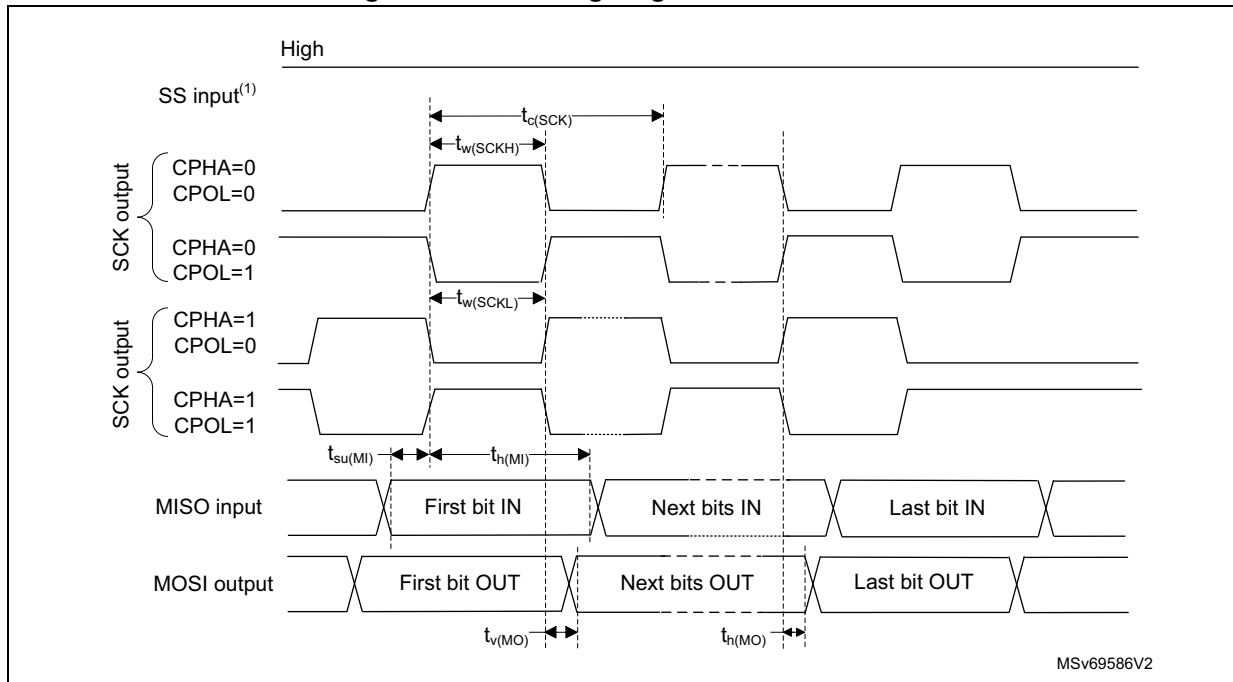 High
SS input(1)
tc(SCK)
tw(SCKH)
SCK output
CPHA=0
CPOL=0
CPHA=0
CPOL=1
tw(SCKL)
SCK output
CPHA=1
CPOL=0
CPHA=1
CPOL=1
tsu(MI)
th(MI)
MISO input
First bit IN
Next bits IN
Last bit IN
MOSI output
First bit OUT
Next bits OUT
Last bit OUT
tv(MO)
th(MO)
MSv69586V2